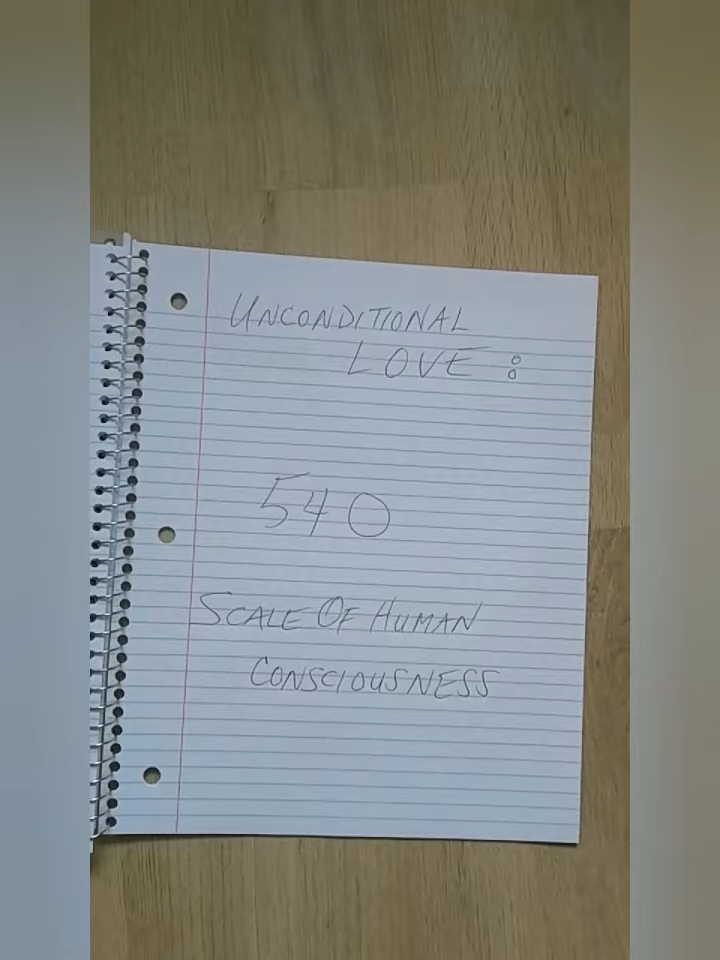 UNCONDITIONAL
LOVE:
540
SCALE OF HUMAN
CONSCIOUSNESS